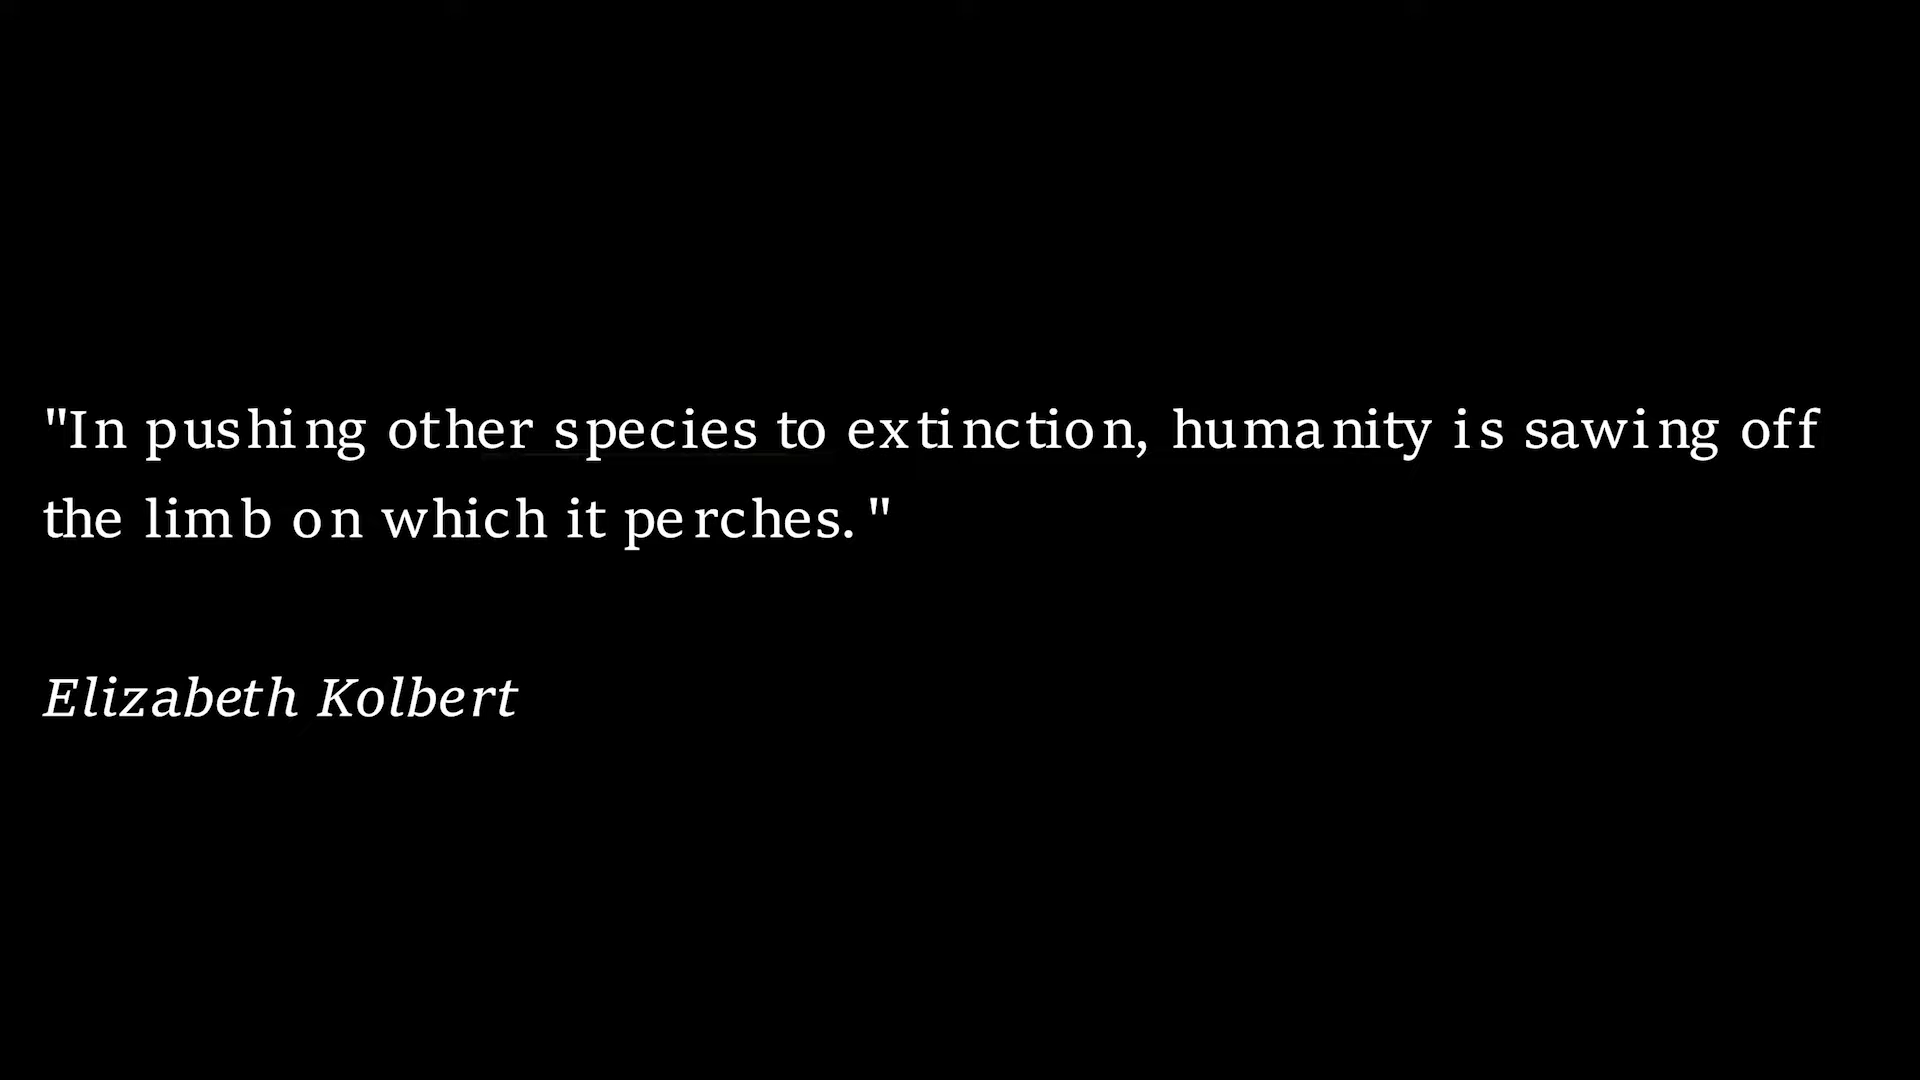 "In pushing other species to extinction, humanity is sawing off
the limb on which it perches."
Elizabeth Kolbert